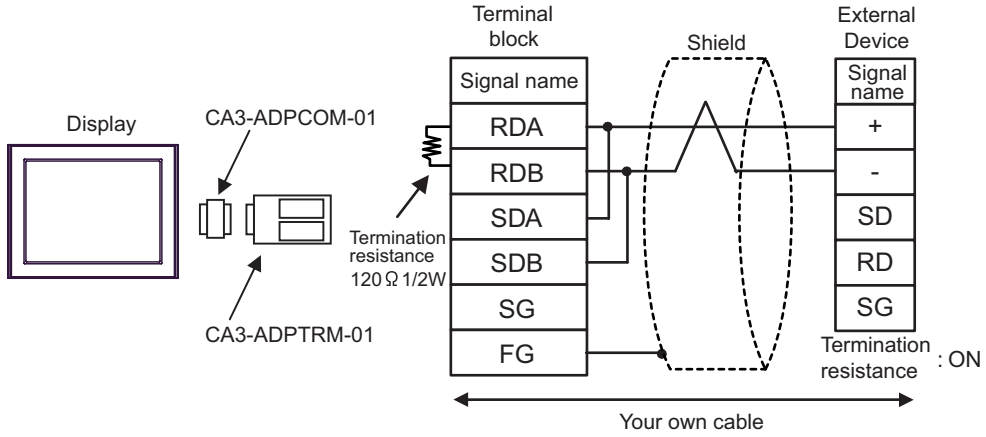 Display
CA3-ADPCOM-01
CA3-ADPTRM-01
Termination
resistance
120Ω 1/2W
Terminal
block
Signal name
RDA
RDB
SDA
SDB
SG
FG
Shield
External
Device
Signal
name
+
-
SD
RD
SG
Termination
resistance : ON
Your own cable